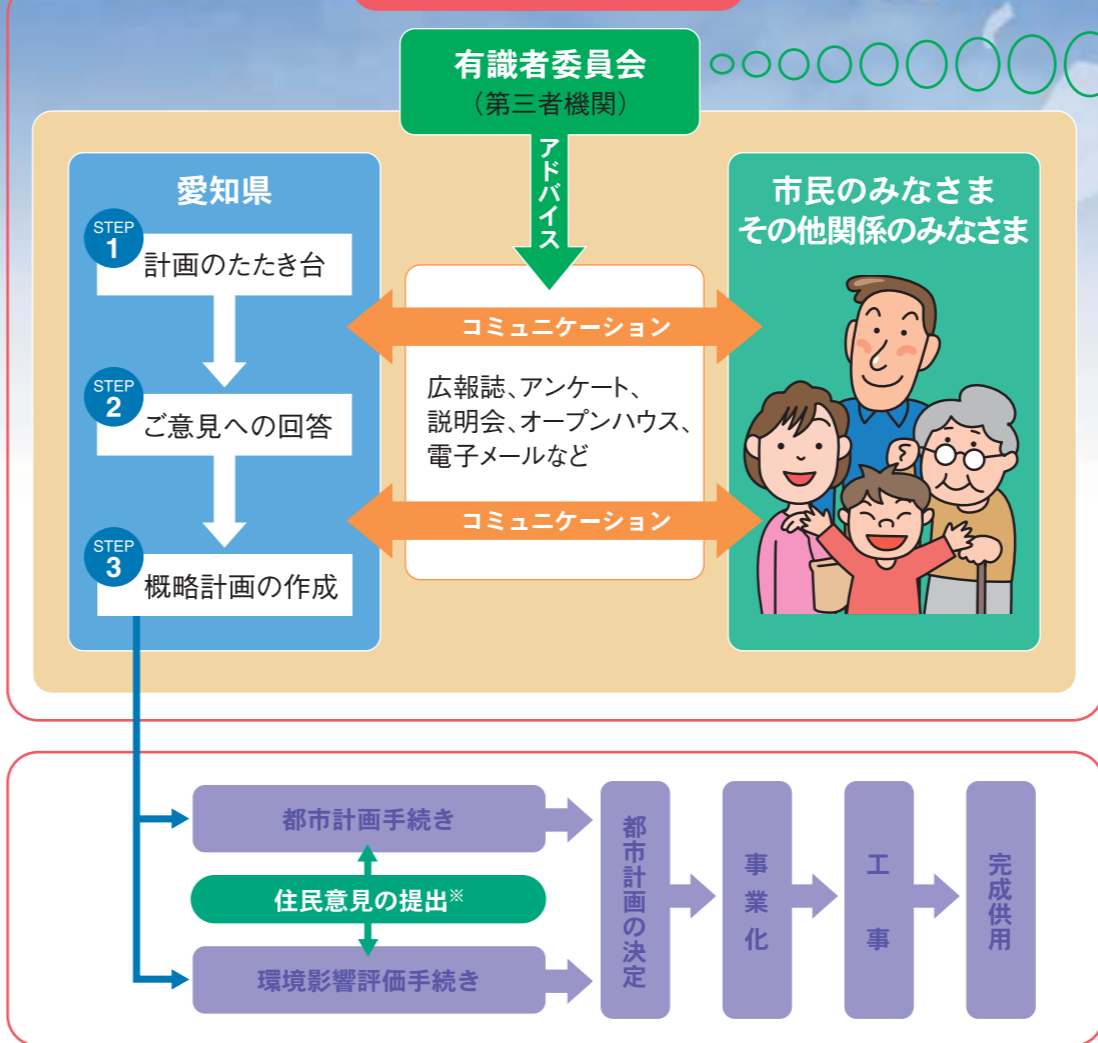 有識者委員会
（第三者機関）
アドバイス
愛知県
STEP
1
計画のたたき台
STEP
2
ご意見への回答
STEP
3
概略計画の作成
コミュニケーション
広報誌、アンケート、
説明会、オープンハウス、
電子メールなど
コミュニケーション
市民のみなさま
その他関係のみなさま
都市計画手続き
住民意見の提出※
環境影響評価手続き
都市計画の決定
事業化
工事
完成供用